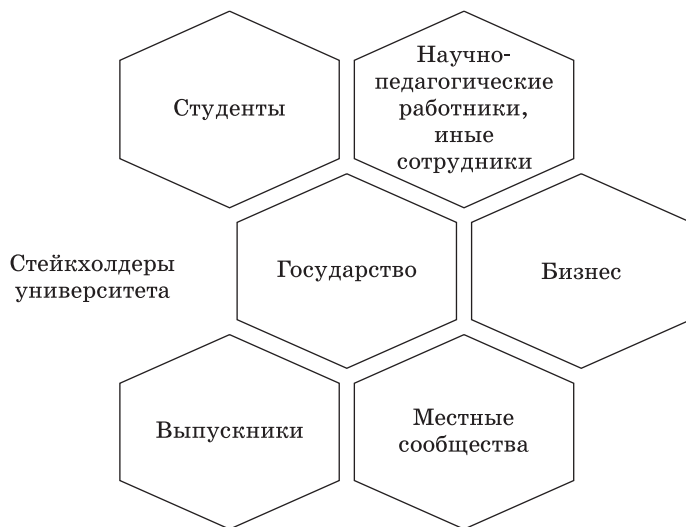 Студенты
Научно-
педагогические
работники,
иные
сотрудники
Стейкхолдеры
университета
Государство
Бизнес
Выпускники
Местные
сообщества